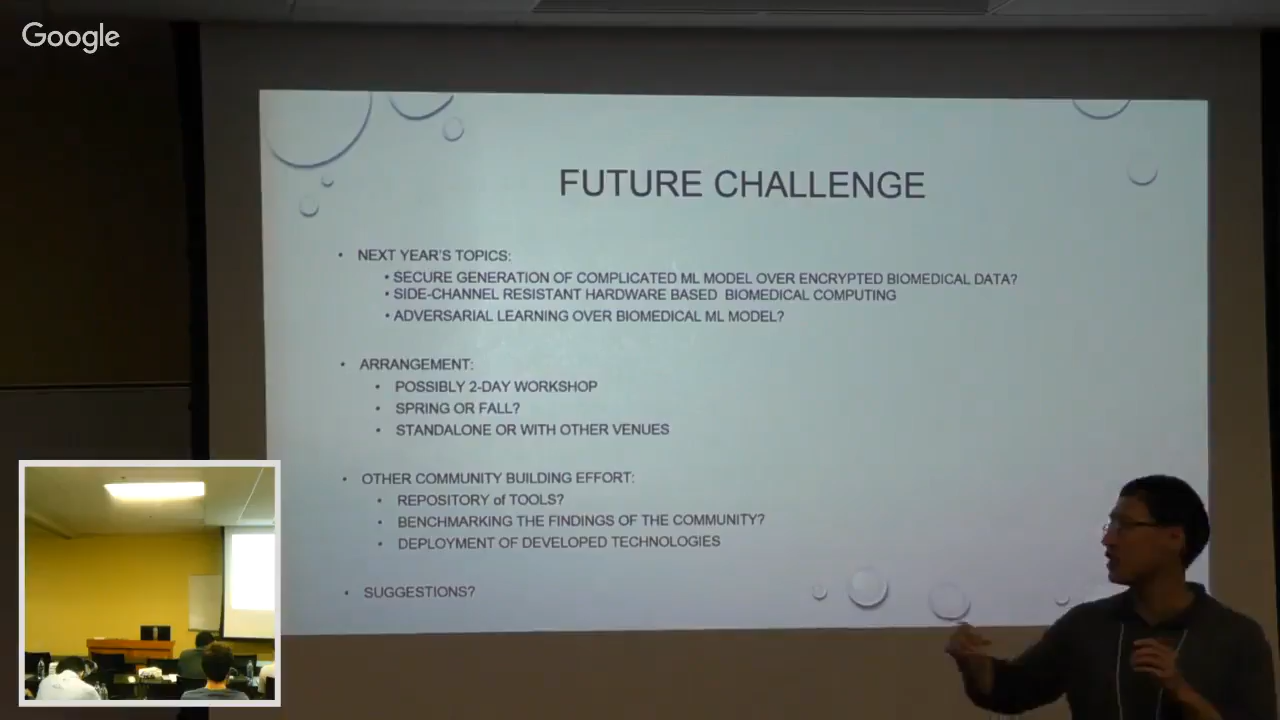 Google
FUTURE CHALLENGE
• NEXT YEAR'S TOPICS:
• SECURE GENERATION OF COMPLICATED ML MODEL OVER ENCRYPTED BIOMEDICAL DATA?
• SIDE-CHANNEL RESISTANT HARDWARE BASED BIOMEDICAL COMPUTING
• ADVERSARIAL LEARNING OVER BIOMEDICAL ML MODEL?
• ARRANGEMENT:
• POSSIBLY 2-DAY WORKSHOP
• SPRING OR FALL?
• STANDALONE OR WITH OTHER VENUES
• OTHER COMMUNITY BUILDING EFFORT:
• REPOSITORY of TOOLS?
• BENCHMARKING THE FINDINGS OF THE COMMUNITY?
• DEPLOYMENT OF DEVELOPED TECHNOLOGIES
• SUGGESTIONS?